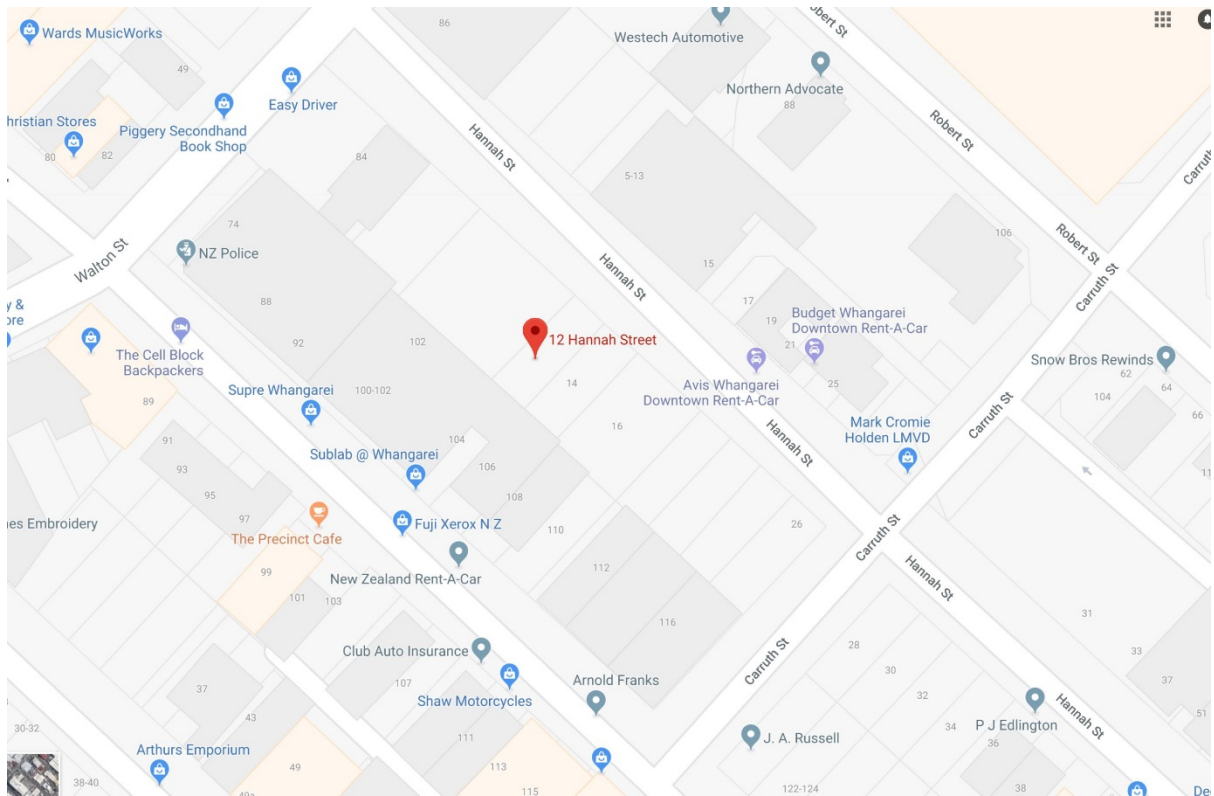 86
Robert St
Wards MusicWorks
Westech Automotive
49
Northern Advocate
Easy Driver
88
Robert St
hristian Stores
Piggery Secondhand
Book Shop
Hannah St
80
82
84
5-13
Carruth
74
106
Robert St
Walton St
NZ Police
15
Hannah St
Carruth St
88
17
y &
ore
92
102
12 Hannah Street
19
Budget Whangarei
Downtown Rent-A-Car
21
The Cell Block
Backpackers
Snow Bros Rewinds
62
64
100-102
14
25
Avis Whangarei
Downtown Rent-A-Car
104
Supre Whangarei
89
Carruth St
66
16
Mark Cromie
Holden LMVD
91
104
Hannah St
Sublab @ Whangarei
93
106
95
108
11
97
es Embroidery
Fuji Xerox N Z
110
26
The Precinct Cafe
Carruth St
99
New Zealand Rent-A-Car
112
Hannah St
101
103
31
116
28
Club Auto Insurance
33
Carruth St
30
37
107
Arnold Franks
32
37
Shaw Motorcycles
43
Hannah St
51
30-32
34
P J Edlington
111
J. A. Russell
36
Arthurs Emporium
49
113
38-40
122-124
38
49a
115
De